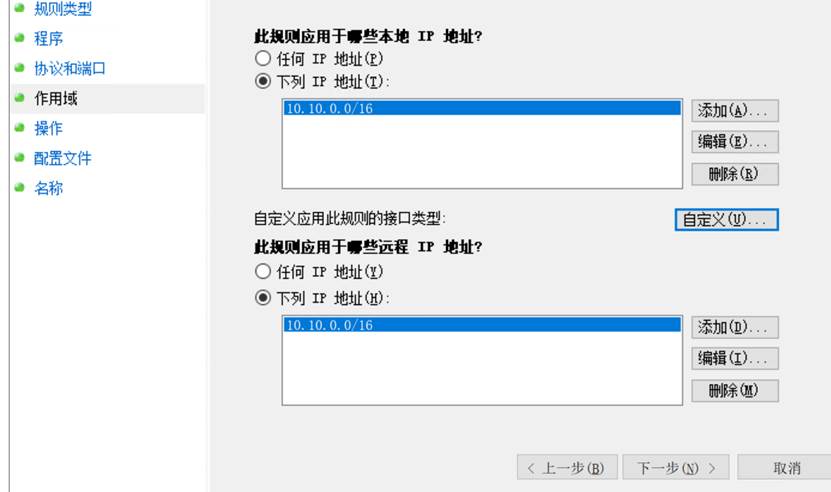 规则类型
程序
协议和端口
作用域
操作
配置文件
名称
此规则应用于哪些本地 IP 地址?
任何 IP 地址(P)
下列 IP 地址(T):
10.10.0.0/16
添加(A)...
编辑(E)...
删除(R)
自定义应用此规则的接口类型:
自定义(U)...
此规则应用于哪些远程 IP 地址?
任何 IP 地址(Y)
下列 IP 地址(H):
10.10.0.0/16
添加(D)...
编辑(I)...
删除(M)
< 上一步(B)
下一步(N) >
取消